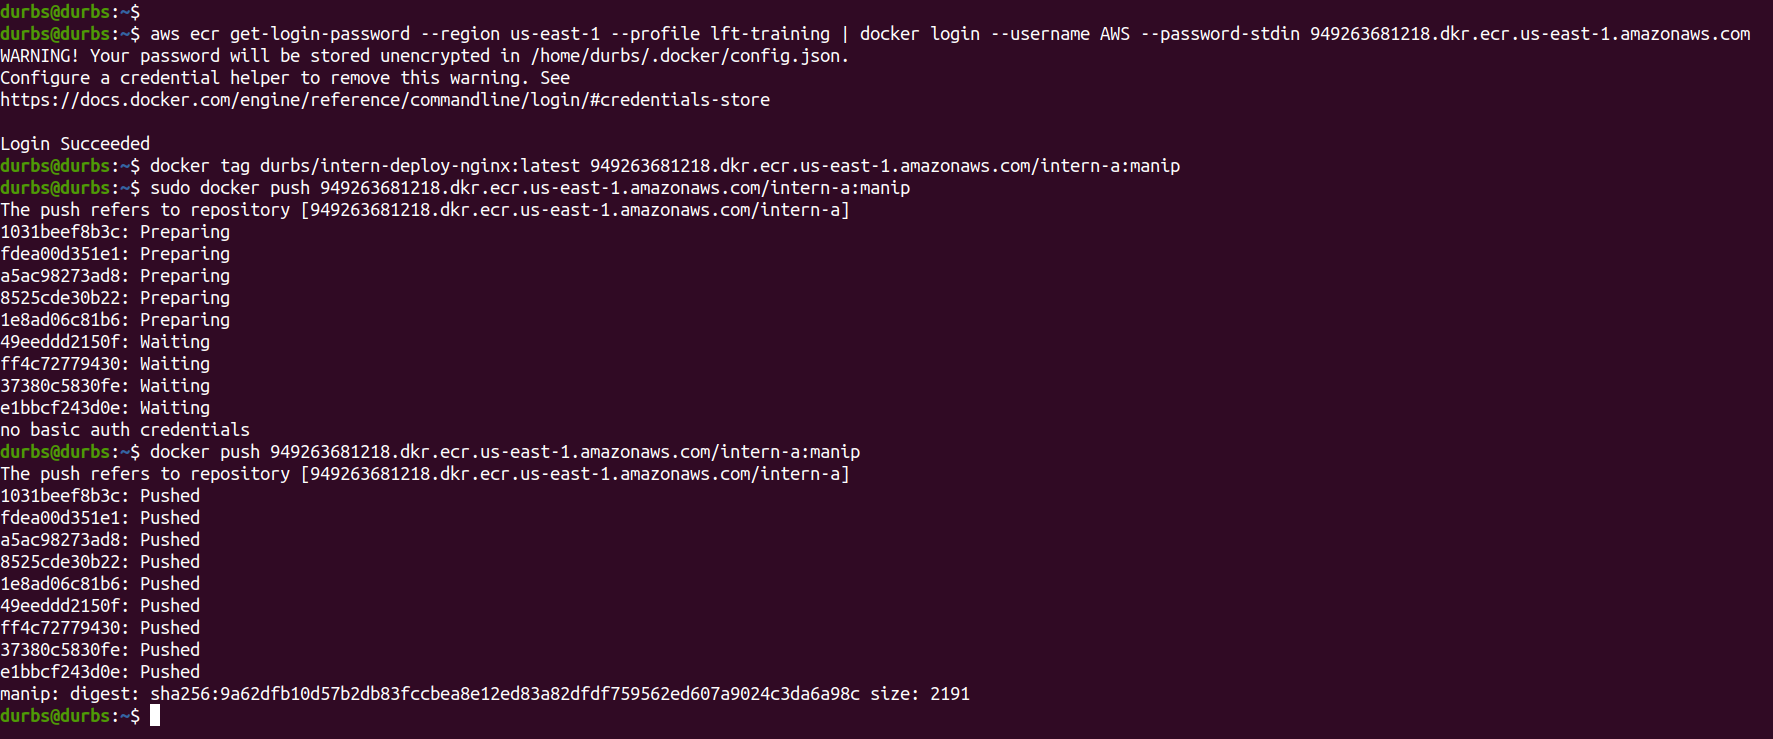 durbs@durbs:~$
durbs@durbs:~$ aws ecr get-login-password --region us-east-1 --profile lft-training | docker login --username AWS --password-stdin 949263681218.dkr.ecr.us-east-1.amazonaws.com
WARNING! Your password will be stored unencrypted in /home/durbs/.docker/config.json.
Configure a credential helper to remove this warning. See
https://docs.docker.com/engine/reference/commandline/login/#credentials-store

Login Succeeded
durbs@durbs:~$ docker tag durbs/intern-deploy-nginx:latest 949263681218.dkr.ecr.us-east-1.amazonaws.com/intern-a:manip
durbs@durbs:~$ sudo docker push 949263681218.dkr.ecr.us-east-1.amazonaws.com/intern-a:manip
The push refers to repository [949263681218.dkr.ecr.us-east-1.amazonaws.com/intern-a]
1031beef8b3c: Preparing
fdea00d351e1: Preparing
a5ac98273ad8: Preparing
8525cde30b22: Preparing
1e8ad06c81b6: Preparing
49eeddd2150f: Waiting
ff4c72779430: Waiting
37380c5830fe: Waiting
e1bbcf243d0e: Waiting
no basic auth credentials
durbs@durbs:~$ docker push 949263681218.dkr.ecr.us-east-1.amazonaws.com/intern-a:manip
The push refers to repository [949263681218.dkr.ecr.us-east-1.amazonaws.com/intern-a]
1031beef8b3c: Pushed
fdea00d351e1: Pushed
a5ac98273ad8: Pushed
8525cde30b22: Pushed
1e8ad06c81b6: Pushed
49eeddd2150f: Pushed
ff4c72779430: Pushed
37380c5830fe: Pushed
e1bbcf243d0e: Pushed
manip: digest: sha256:9a62dfb10d57b2db83fccbea8e12ed83a82dfdf759562ed607a9024c3da6a98c size: 2191
durbs@durbs:~$